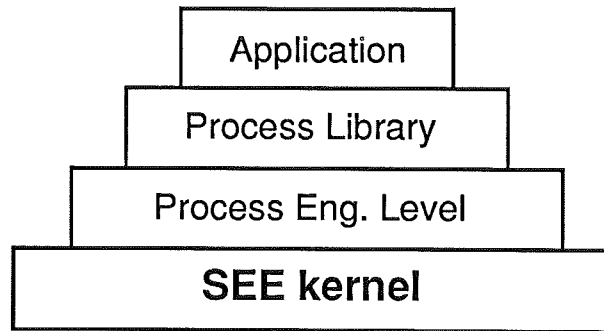 Application
Process Library
Process Eng. Level
SEE kernel